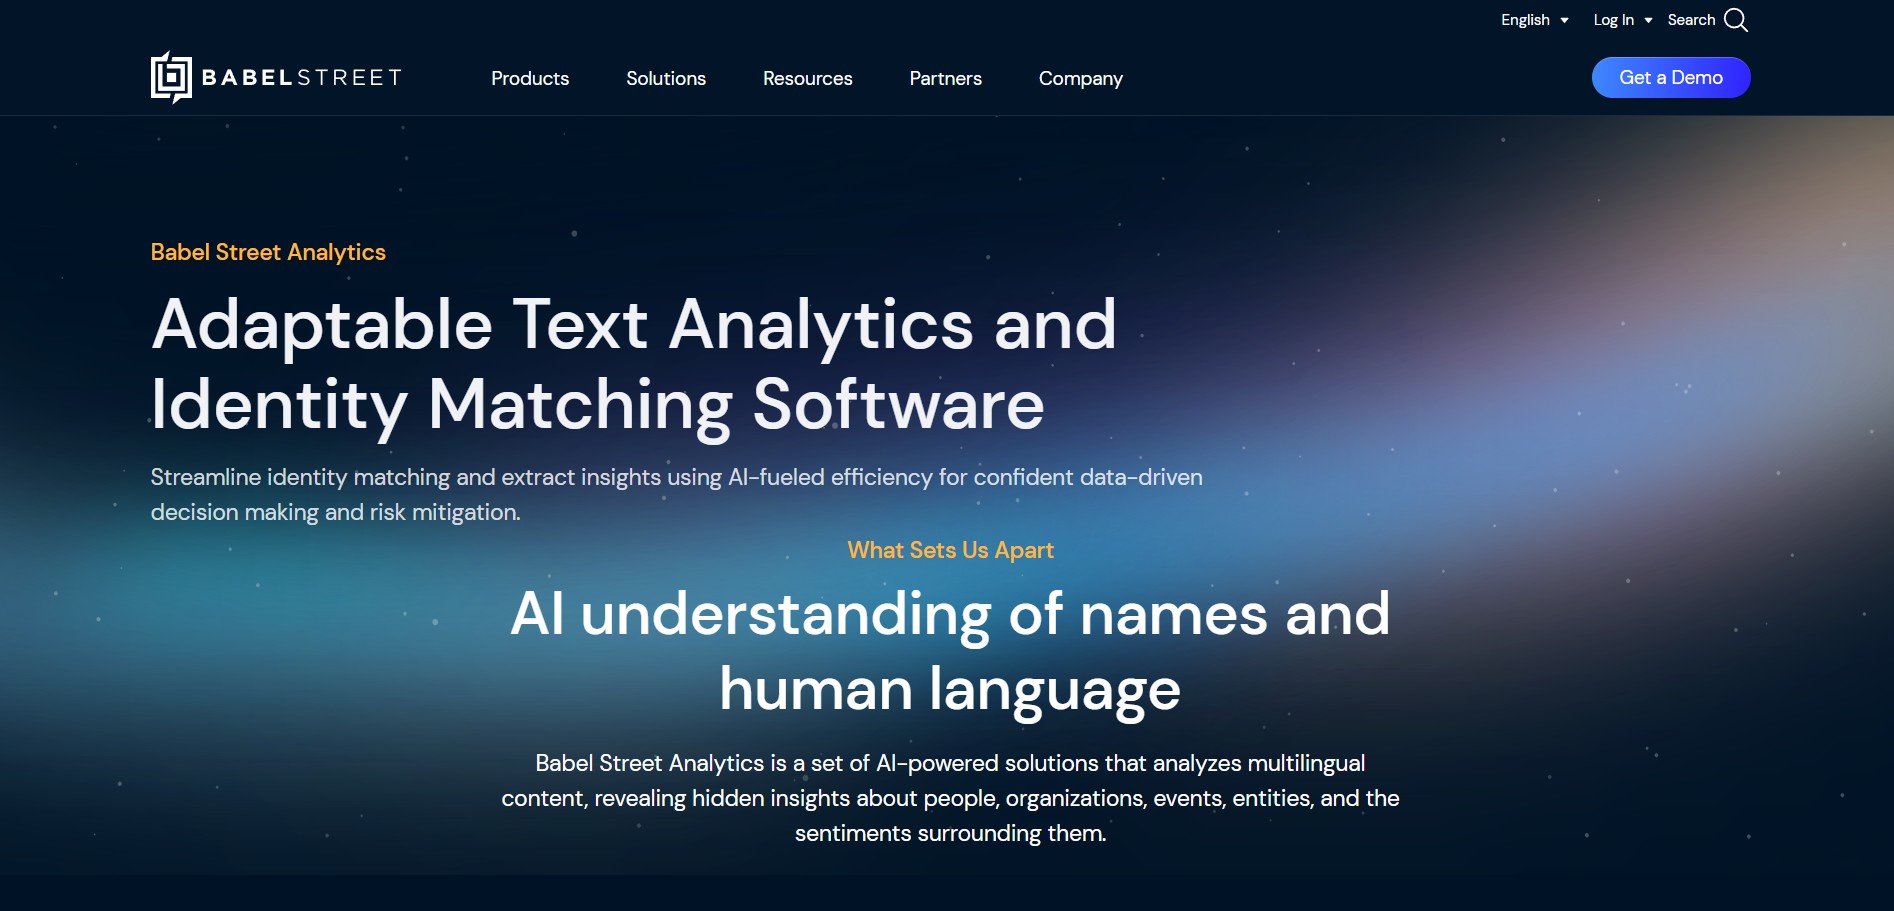 English
Log In
Search
BABELSTREET
Products
Solutions
Resources
Partners
Company
Get a Demo
Babel Street Analytics
Adaptable Text Analytics and
Identity Matching Software
Streamline identity matching and extract insights using AI-fueled efficiency for confident data-driven
decision making and risk mitigation.
What Sets Us Apart
AI understanding of names and
human language
Babel Street Analytics is a set of AI-powered solutions that analyzes multilingual
content, revealing hidden insights about people, organizations, events, entities, and the
sentiments surrounding them.